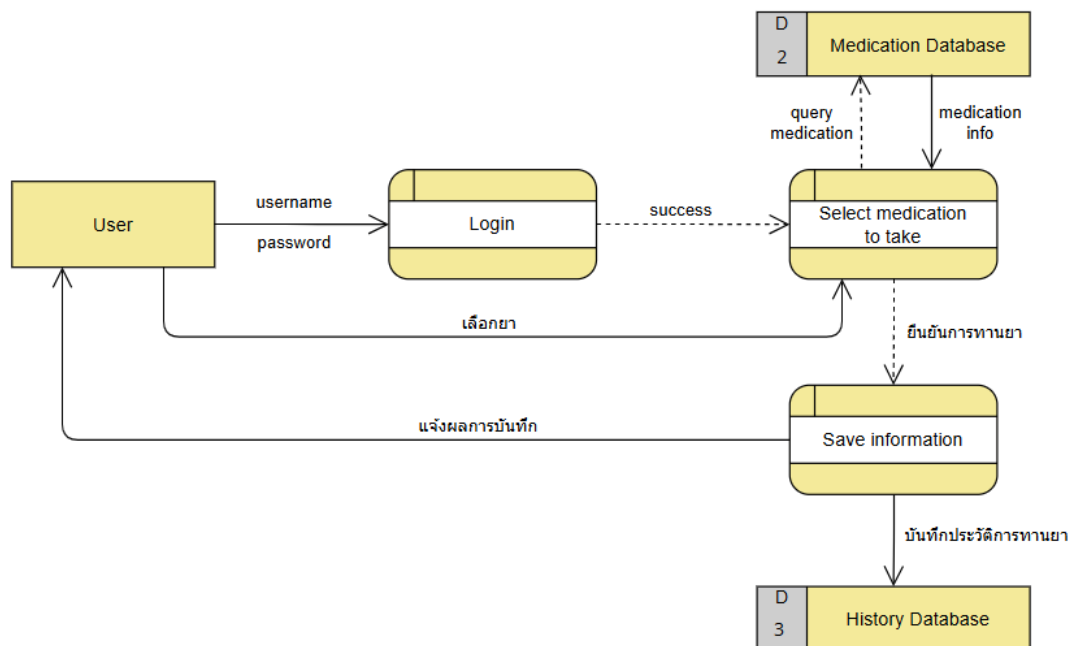 D
2
Medication Database
query
medication
medication
info
User
username
password
Login
success
Select medication
to take
เลือกยา
ยืนยันการทานยา
แจ้งผลการบันทึก
Save information
บันทึกประวัติการทานยา
D
3
History Database